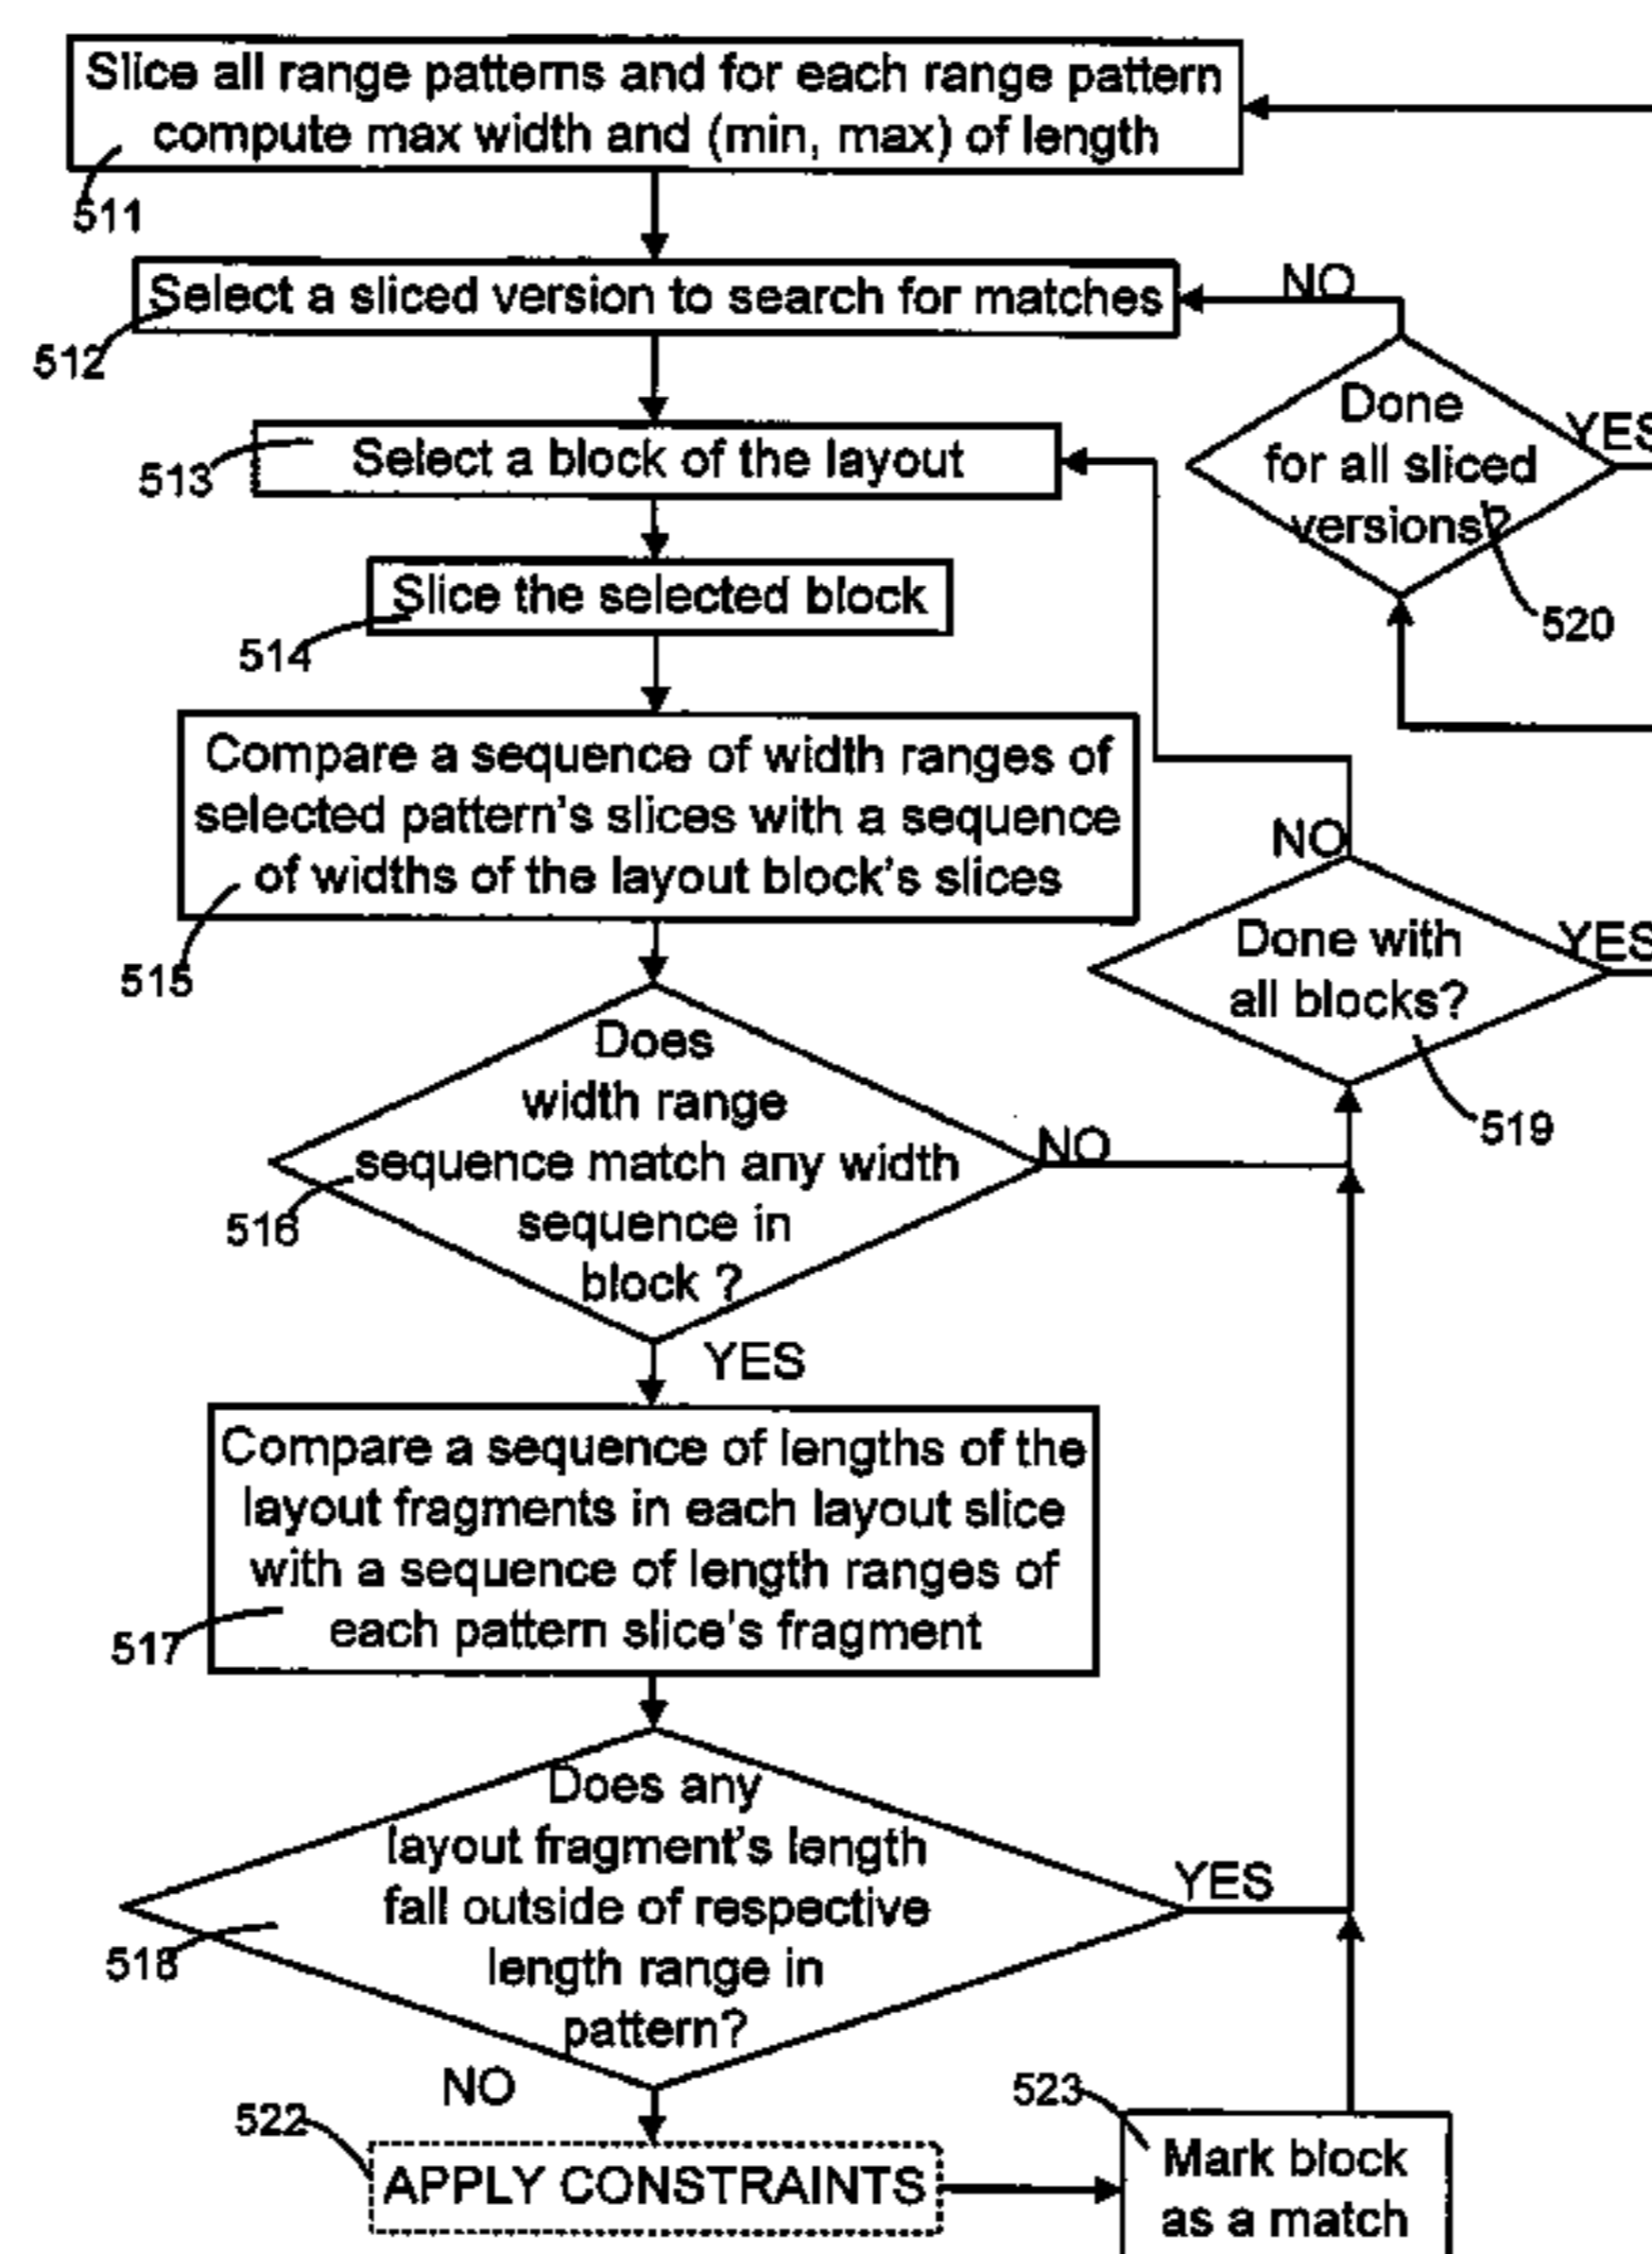 Slice all range patterns and for each range pattern
compute max width and (min, max) of length
511
Select a sliced version to search for matches
512
NO
Done
for all sliced
versions?
YES
520
Select a block of the layout
513
Slice the selected block
514
Compare a sequence of width ranges of
selected pattern's slices with a sequence
of widths of the layout block's slices
515
NO
Done with
all blocks?
YES
519
Does
width range
sequence match any width
sequence in
block ?
516
NO
YES
Compare a sequence of lengths of the
layout fragments in each layout slice
with a sequence of length ranges of
each pattern slice's fragment
517
Does any
layout fragment's length
fall outside of respective
length range in
pattern?
518
YES
NO
522
APPLY CONSTRAINTS
523
Mark block
as a match